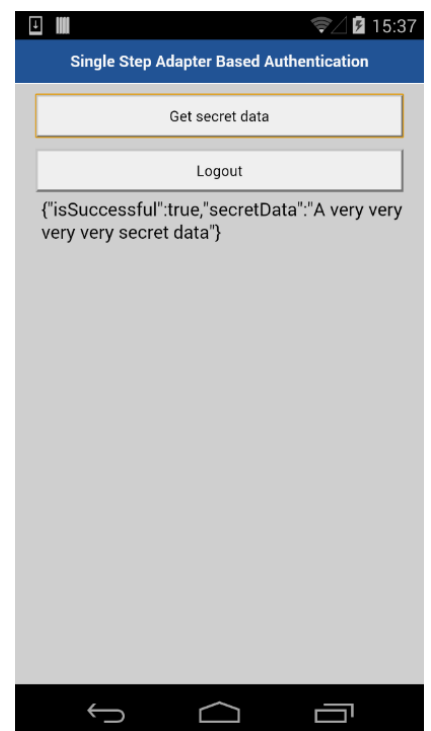 15:37
Single Step Adapter Based Authentication
Get secret data
Logout
{"isSuccessful":true,"secretData":"A very very
very very secret data"}